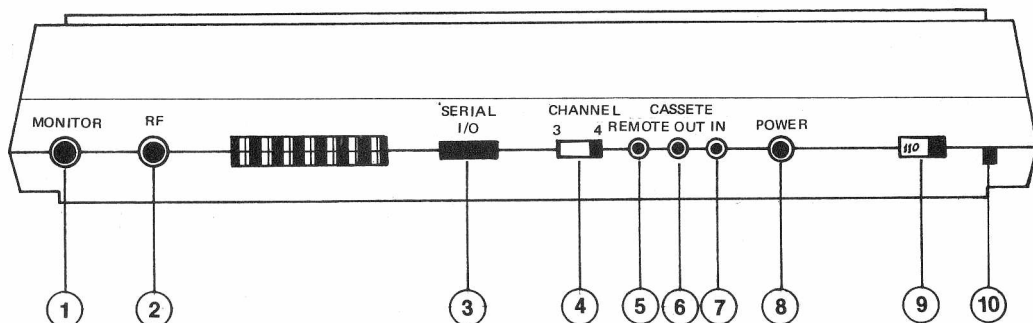 MONITOR RF SERIAL I/O CHANNEL 3 4 CASSETE REMOTE OUT IN POWER 110
1 2 3 4 5 6 7 8 9 10